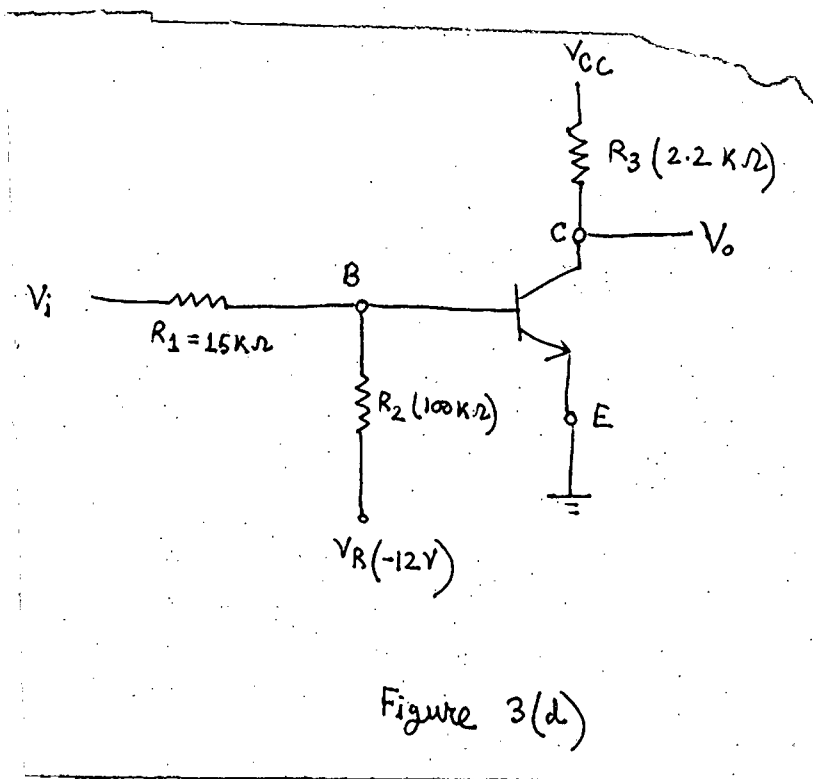 VCC
R3 (2.2 KΩ)
C
Vo
B
Vi
R1 = 15KΩ
R2 (100KΩ)
E
VR (-12V)
Figure 3(d)